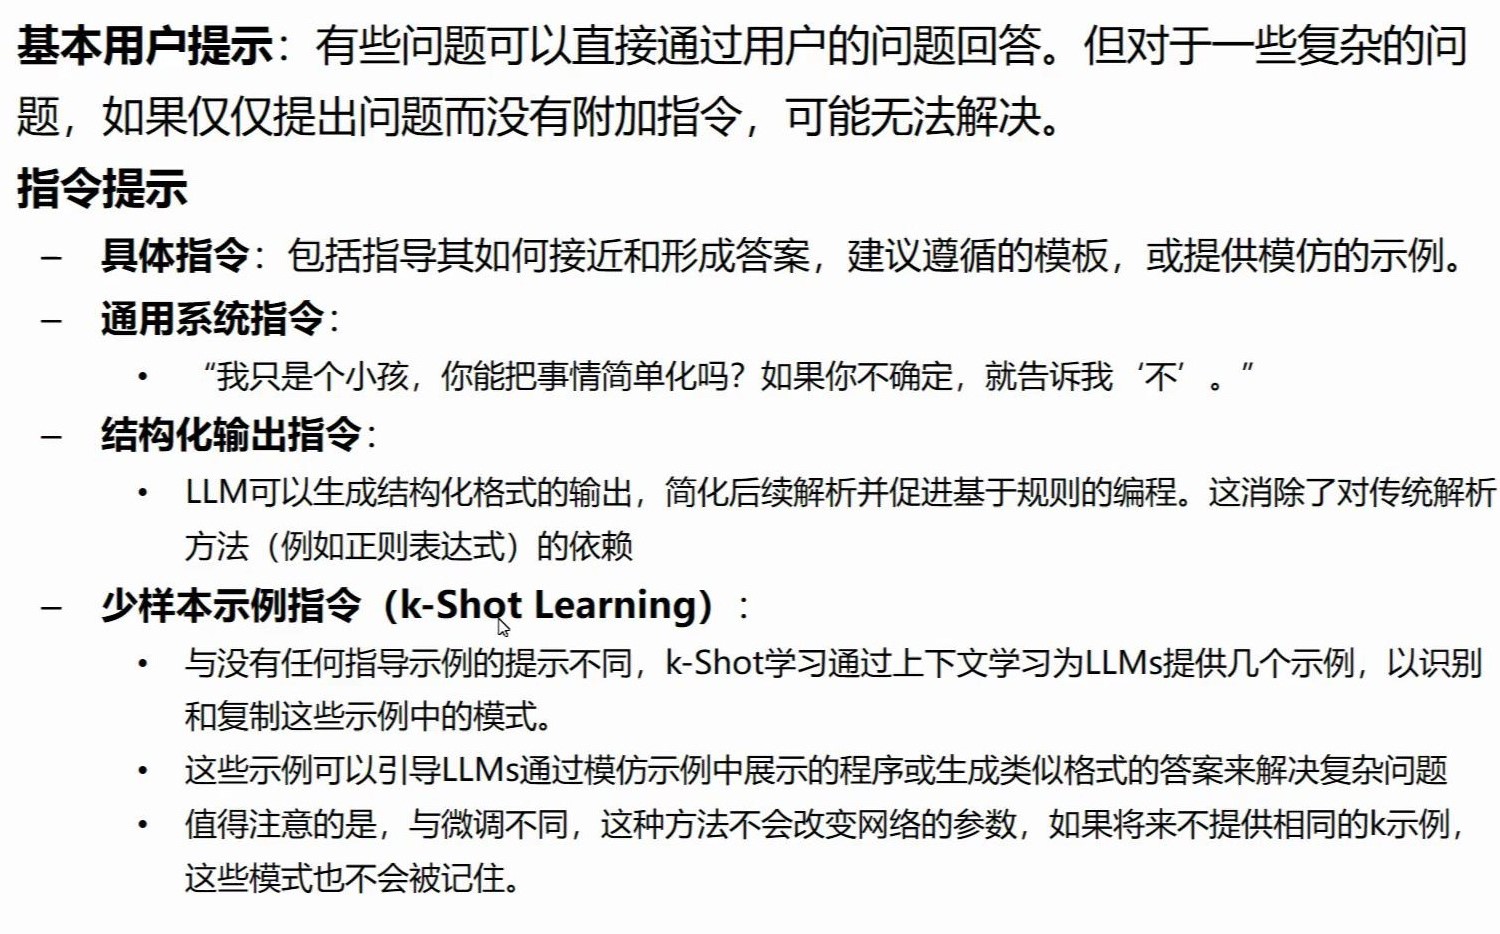 基本用户提示：有些问题可以直接通过用户的问题回答。但对于一些复杂的问
题，如果仅仅提出问题而没有附加指令，可能无法解决。
指令提示
– 具体指令：包括指导其如何接近和形成答案，建议遵循的模板，或提供模仿的示例。
– 通用系统指令：
• “我只是个小孩，你能把事情简单化吗？如果你不确定，就告诉我‘不’。”
– 结构化输出指令：
• LLM可以生成结构化格式的输出，简化后续解析并促进基于规则的编程。这消除了对传统解析
方法（例如正则表达式）的依赖
– 少样本示例指令（k-Shot Learning）：
• 与没有任何指导示例的提示不同，k-Shot学习通过上下文学习为LLMs提供几个示例，以识别
和复制这些示例中的模式。
• 这些示例可以引导LLMs通过模仿示例中展示的程序或生成类似格式的答案来解决复杂问题
• 值得注意的是，与微调不同，这种方法不会改变网络的参数，如果将来不提供相同的k示例，
这些模式也不会被记住。